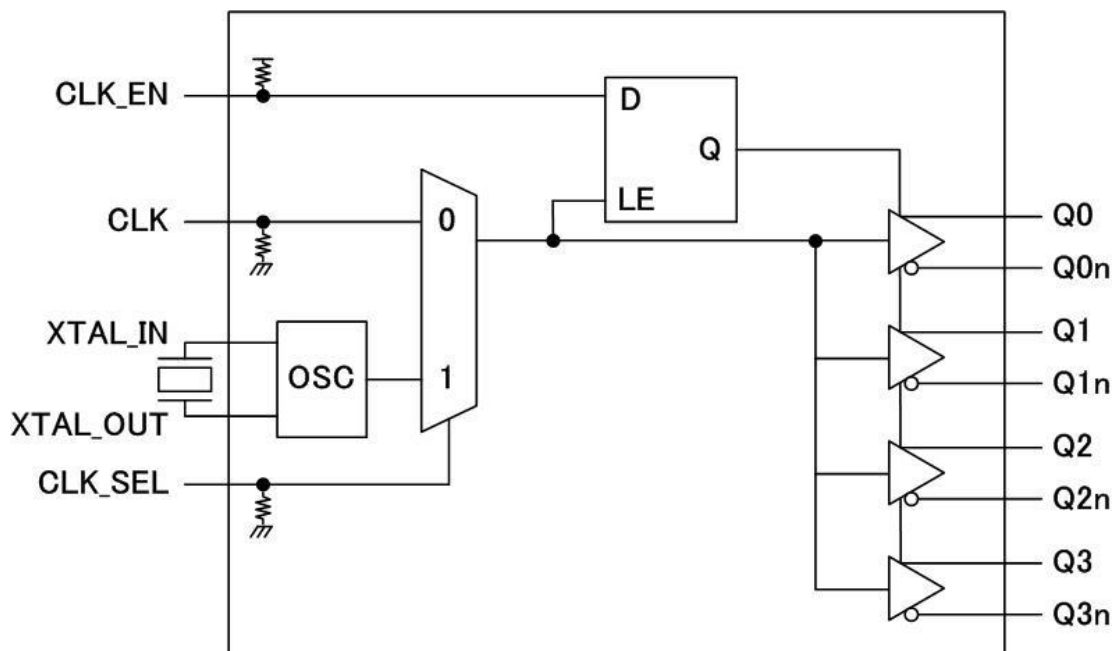 CLK_EN
D
Q
LE
CLK
0
Q0
Q0n
XTAL_IN
OSC
1
Q1
Q1n
XTAL_OUT
CLK_SEL
Q2
Q2n
Q3
Q3n